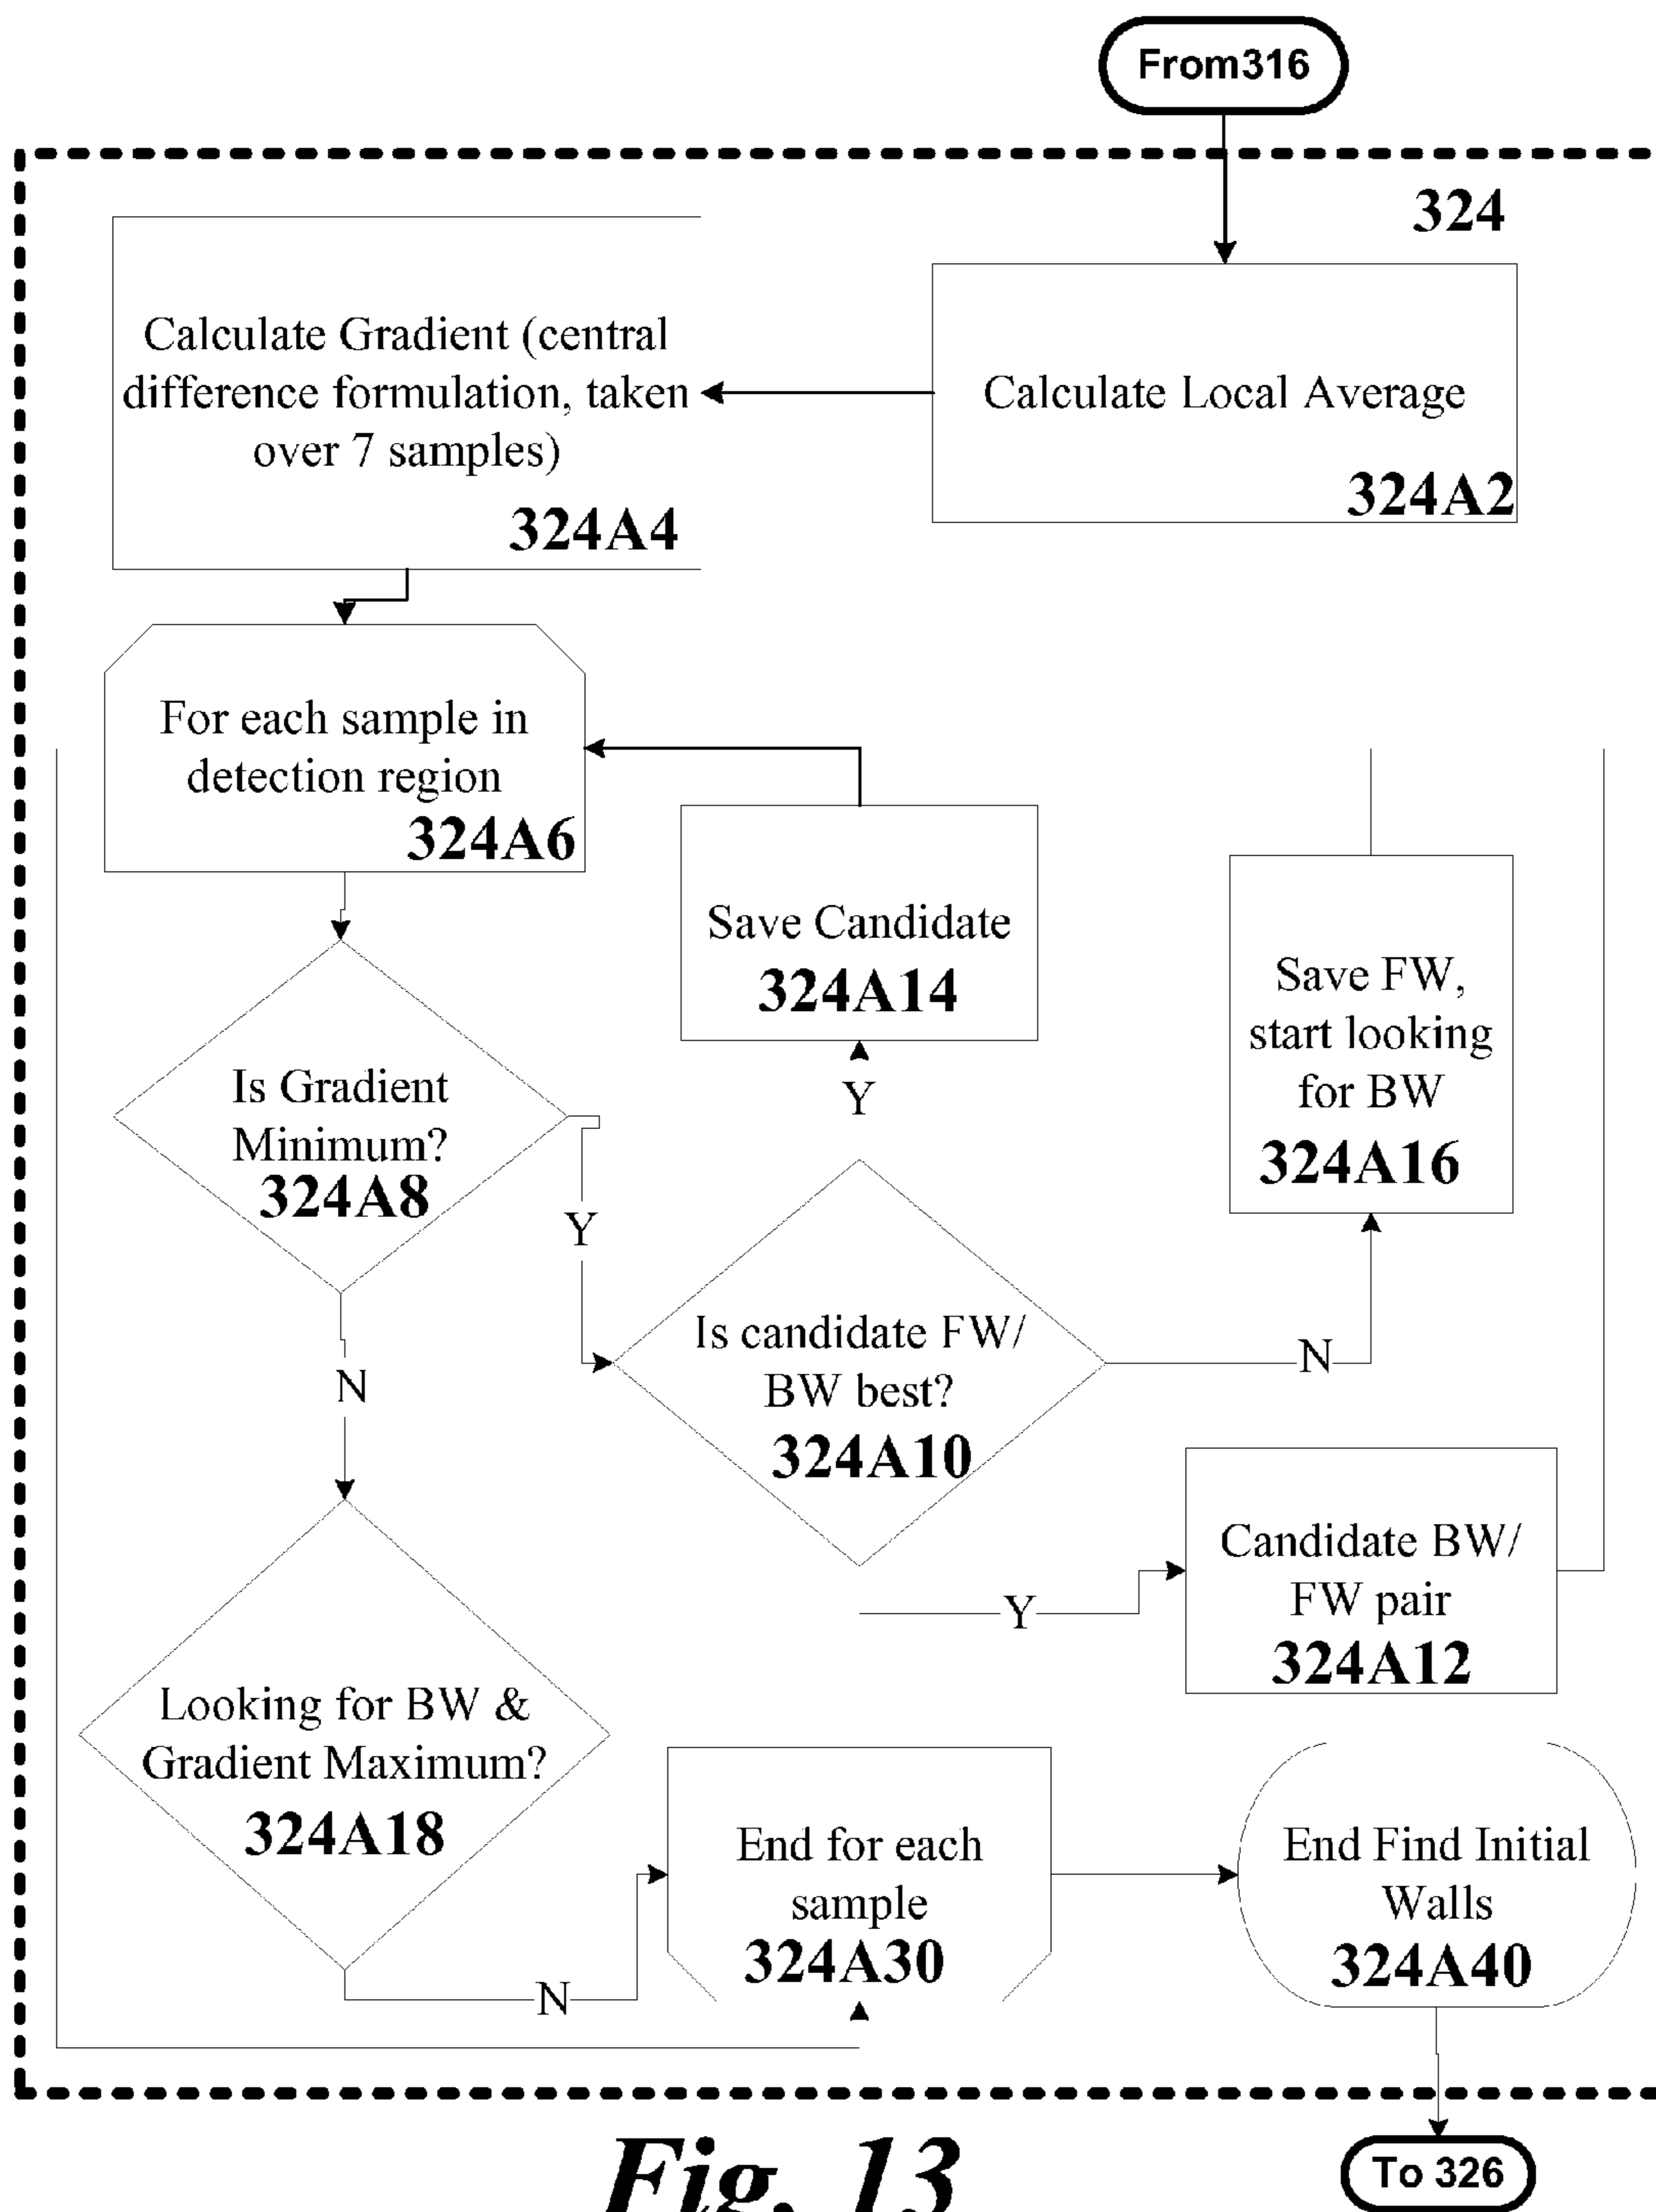 From316
324
Calculate Gradient (central
difference formulation, taken
over 7 samples)
324A4
Calculate Local Average
324A2
For each sample in
detection region
324A6
Save Candidate
324A14
Save FW,
start looking
for BW
324A16
Is Gradient
Minimum?
324A8
Y
Y
N
Is candidate FW/
BW best?
324A10
N
Y
Candidate BW/
FW pair
324A12
Looking for BW &
Gradient Maximum?
324A18
N
End for each
sample
324A30
End Find Initial
Walls
324A40
To 326
Fig. 13